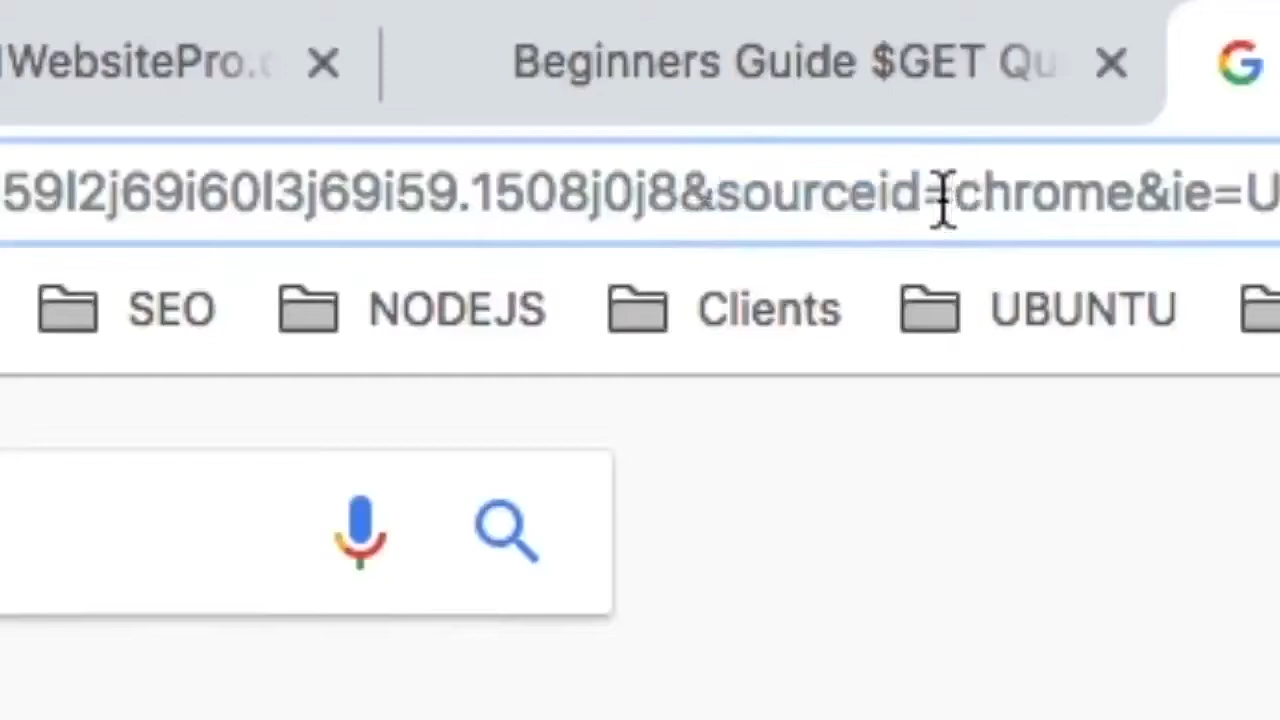 WebsitePro.
Beginners Guide $GET Qu
59l2j69i60l3j69i59.1508j0j8&sourceid=chrome&ie=U
SEO
NODEJS
Clients
UBUNTU